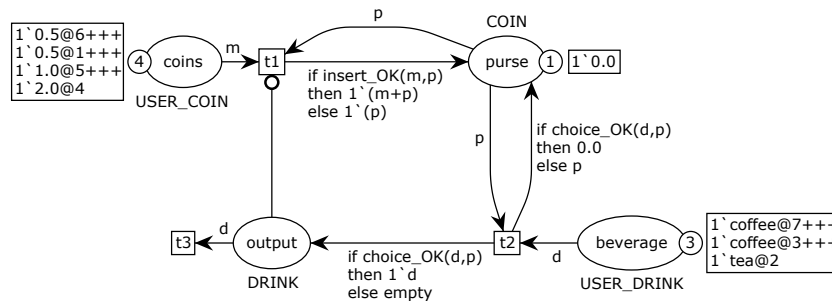 p
COIN
1`0.5@6+++
1`0.5@1+++
1`1.0@5+++
1`2.0@4
4
coins
m
t1
purse
1
1`0.0
USER_COIN
if insert_OK(m,p)
then 1`(m+p)
else 1`(p)
p
if choice_OK(d,p)
then 0.0
else p
t3
d
output
t2
d
beverage
3
1`coffee@7+++
1`coffee@3+++
1`tea@2
DRINK
if choice_OK(d,p)
then 1`d
else empty
USER_DRINK